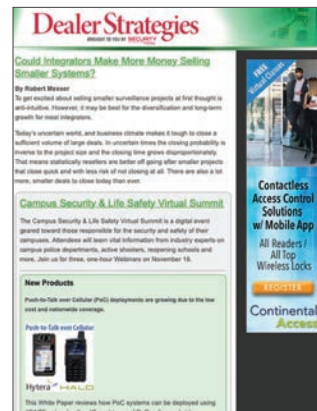 Dealer Strategies
BROUGHT TO YOU BY SECURITY
Could Integrators Make More Money Selling
Smaller Systems?
By Robert Messer
To get excited about selling smaller surveillance projects at first thought is
anti-intuitive. However, it may be best for the diversification and long-term
growth for most integrators.
Today's uncertain world, and business climate makes it tough to close a
sufficient volume of large deals. In uncertain times the closing probability is
inverse to the project size and the closing time grows disproportionately.
That means statistically resellers are better off going after smaller projects
that close quick and with less risk of not closing at all. There are also a lot
more, smaller deals to close today than ever.
Campus Security & Life Safety Virtual Summit
The Campus Security & Life Safety Virtual Summit is a digital event
geared toward those responsible for the security and safety of their
campuses. Attendees will learn vital information from industry experts on
campus police departments, active shooters, reopening schools and
more. Join us for three, one-hour Webinars on November 18.
New Products
Push-to-Talk over Cellular (PoC) deployments are growing due to the low
cost and nationwide coverage.
Push-to-Talk over Cellular
Hytera HALO
This White Paper reviews how PoC systems can be deployed using
FREE
Virtual Classes
Contactless
Access Control
Solutions
w/ Mobile App
All Readers /
All Top
Wireless Locks
REGISTER
Continental
Access